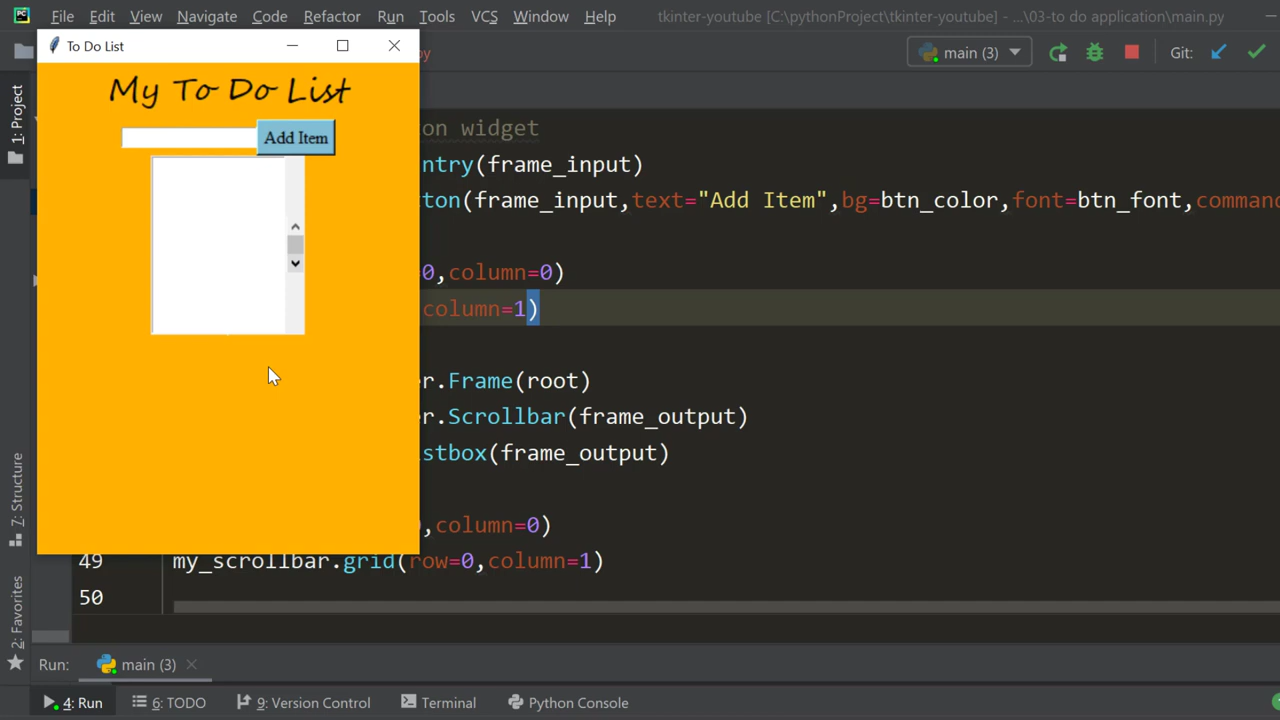 File Edit View Navigate Code Refactor Run Tools VCS Window Help tkinter-youtube [C:\pythonProject\tkinter-youtube] - ...\03-to do application\main.py
To Do List
main (3) Git:
1: Project
My To Do List
on widget
Add Item
ntry(frame_input)
ton(frame_input,text="Add Item",bg=btn_color,font=btn_font,comman
0,column=0)
column=1)
er.Frame(root)
er.Scrollbar(frame_output)
stbox(frame_output)
7: Structure
),column=0)
49 my_scrollbar.grid(row=0,column=1)
50
2: Favorites
Run: main (3)
4: Run 6: TODO 9: Version Control Terminal Python Console